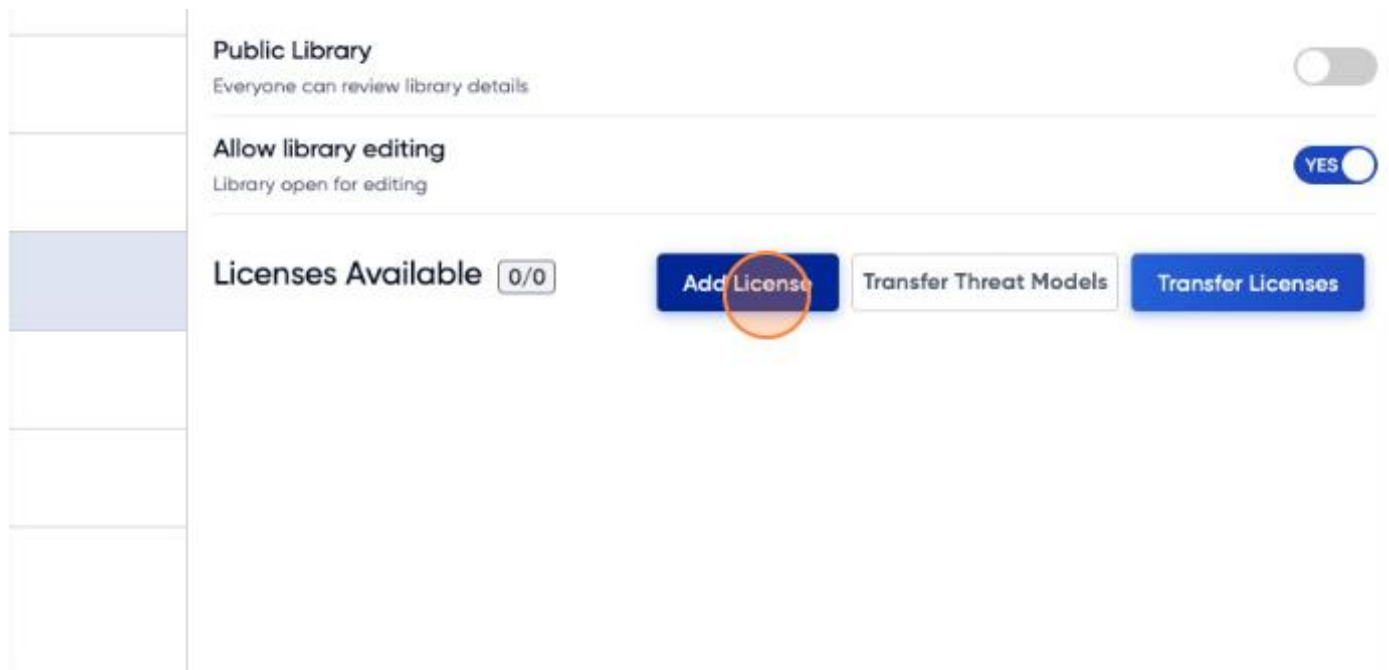 Public Library
Everyone can review library details
Allow library editing
Library open for editing
YES
Licenses Available 0/0
Add License
Transfer Threat Models
Transfer Licenses